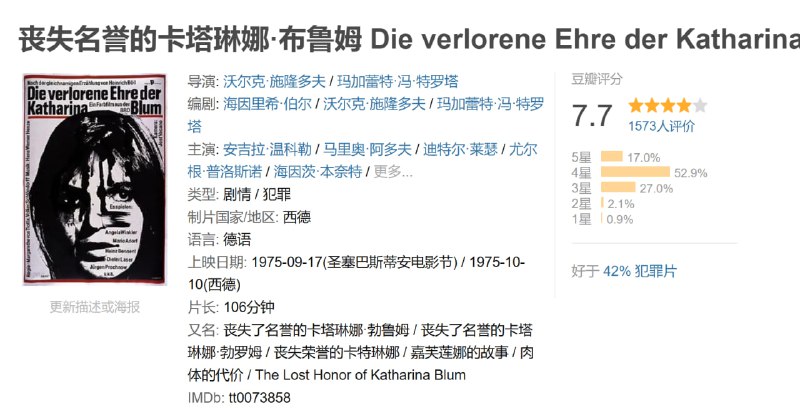 丧失名誉的卡塔琳娜·布鲁姆 Die verlorene Ehre der Katharina
Nach der gleichnamigen Erzählung von Heinrich Böll
Die verlorene Ehre der
Katharina Ein Farbfilm aus der BRD Blum
Es spielen:
Angela Winkler
Mario Adorf
Heinz Bennent
Dieter Laser
Jürgen Prochnow
u.v.a.
更新描述或海报
导演: 沃尔克·施隆多夫 / 玛加蕾特·冯·特罗塔
编剧: 海因里希·伯尔 / 沃尔克·施隆多夫 / 玛加蕾特·冯·特罗
塔
主演: 安吉拉·温科勒 / 马里奥·阿多夫 / 迪特尔·莱瑟 / 尤尔
根·普洛斯诺 / 海因茨·本奈特 / 更多...
类型: 剧情 / 犯罪
制片国家/地区: 西德
语言: 德语
上映日期: 1975-09-17(圣塞巴斯蒂安电影节) / 1975-10-
10(西德)
片长: 106分钟
又名: 丧失了名誉的卡塔琳娜·勃鲁姆 / 丧失了名誉的卡塔
琳娜·勃罗姆 / 丧失荣誉的卡特琳娜 / 嘉芙莲娜的故事 / 肉
体的代价 / The Lost Honor of Katharina Blum
IMDb: tt0073858
豆瓣评分
7.7
1573人评价
5星 17.0%
4星 52.9%
3星 27.0%
2星 2.1%
1星 0.9%
好于 42% 犯罪片